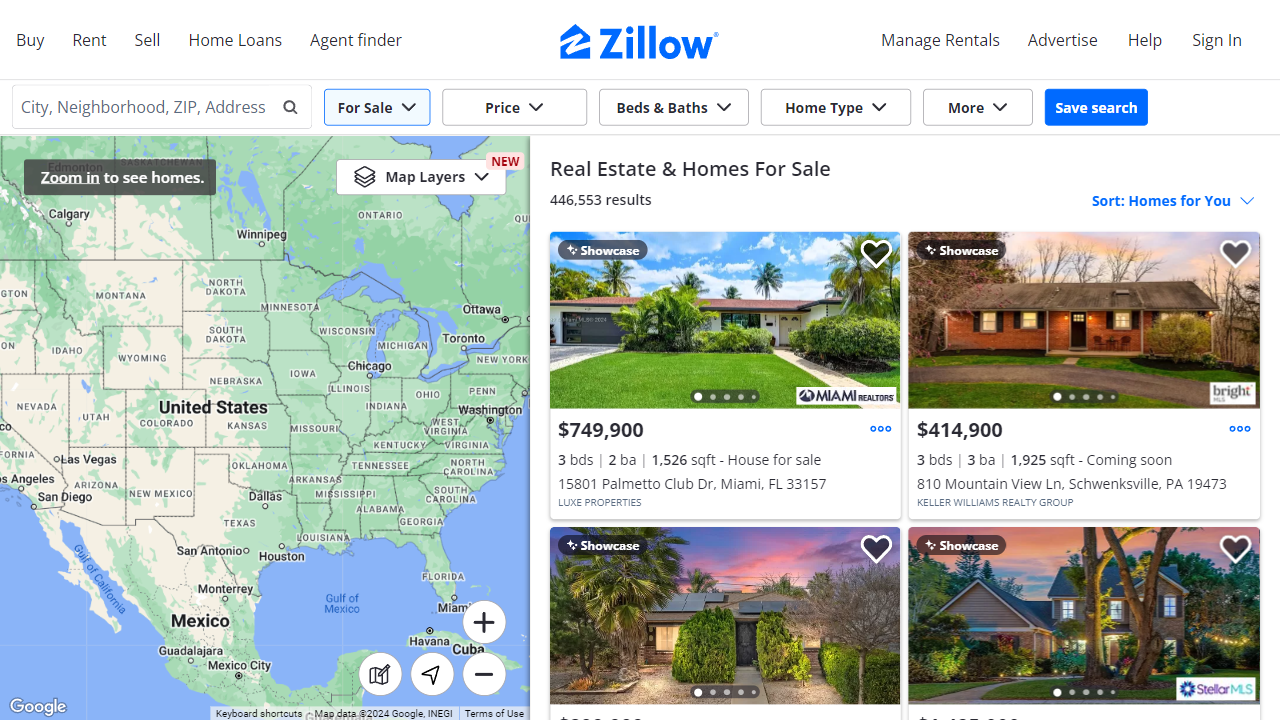 Buy
Rent
Sell
Home Loans
Agent finder
Zillow
Manage Rentals
Advertise
Help
Sign In
City, Neighborhood, ZIP, Address
For Sale
Price
Beds & Baths
Home Type
More
Save search
Zoom in to see homes.
NEW
Map Layers
Calgary
Winnipeg
ONTARIO
MONTANA
NORTH
DAKOTA
MINNESOTA
Ottawa
SOUTH
DAKOTA
WISCONSIN
MICHIGAN
Toronto
IDAHO
WYOMING
NEW YORK
Chicago
IOWA
NEBRASKA
ILLINOIS
OHIO
PENN
NEVADA
UTAH
United States
INDIANA
Washington
COLORADO
KANSAS
MISSOURI
WEST
VIRGINIA
KENTUCKY
VIRGINIA
Las Vegas
OKLAHOMA
TENNESSEE
NORTH
CAROLINA
os Angeles
ARIZONA
NEW MEXICO
ARKANSAS
San Diego
Dallas
MISSISSIPPI
SOUTH
CAROLINA
ALABAMA
TEXAS
GEORGIA
LOUISIANA
San Antonio
Houston
Gulf of
California
FLORIDA
Monterrey
Gulf of
Mexico
Miami
Mexico
Havana
Cuba
Guadalajara
Mexico City
Google
Keyboard shortcuts
Map data ©2024 Google, INEGI
Terms of Use
Real Estate & Homes For Sale
446,553 results
Sort: Homes for You
Showcase
MIAMI REALTORS
$749,900
3 bds | 2 ba | 1,526 sqft - House for sale
15801 Palmetto Club Dr, Miami, FL 33157
LUXE PROPERTIES
Showcase
bright
MLS
$414,900
3 bds | 3 ba | 1,925 sqft - Coming soon
810 Mountain View Ln, Schwenksville, PA 19473
KELLER WILLIAMS REALTY GROUP
Showcase
Showcase
StellarMLS